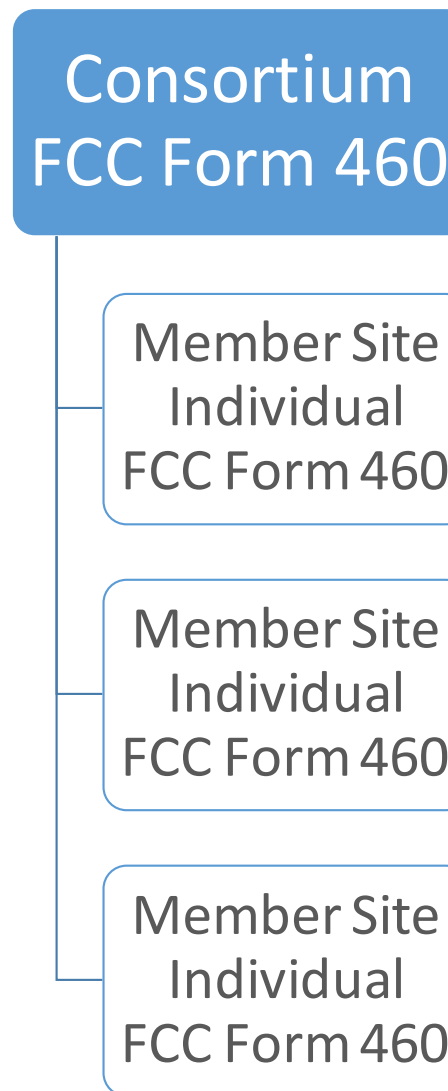 Consortium
FCC Form 460
Member Site
Individual
FCC Form 460
Member Site
Individual
FCC Form 460
Member Site
Individual
FCC Form 460